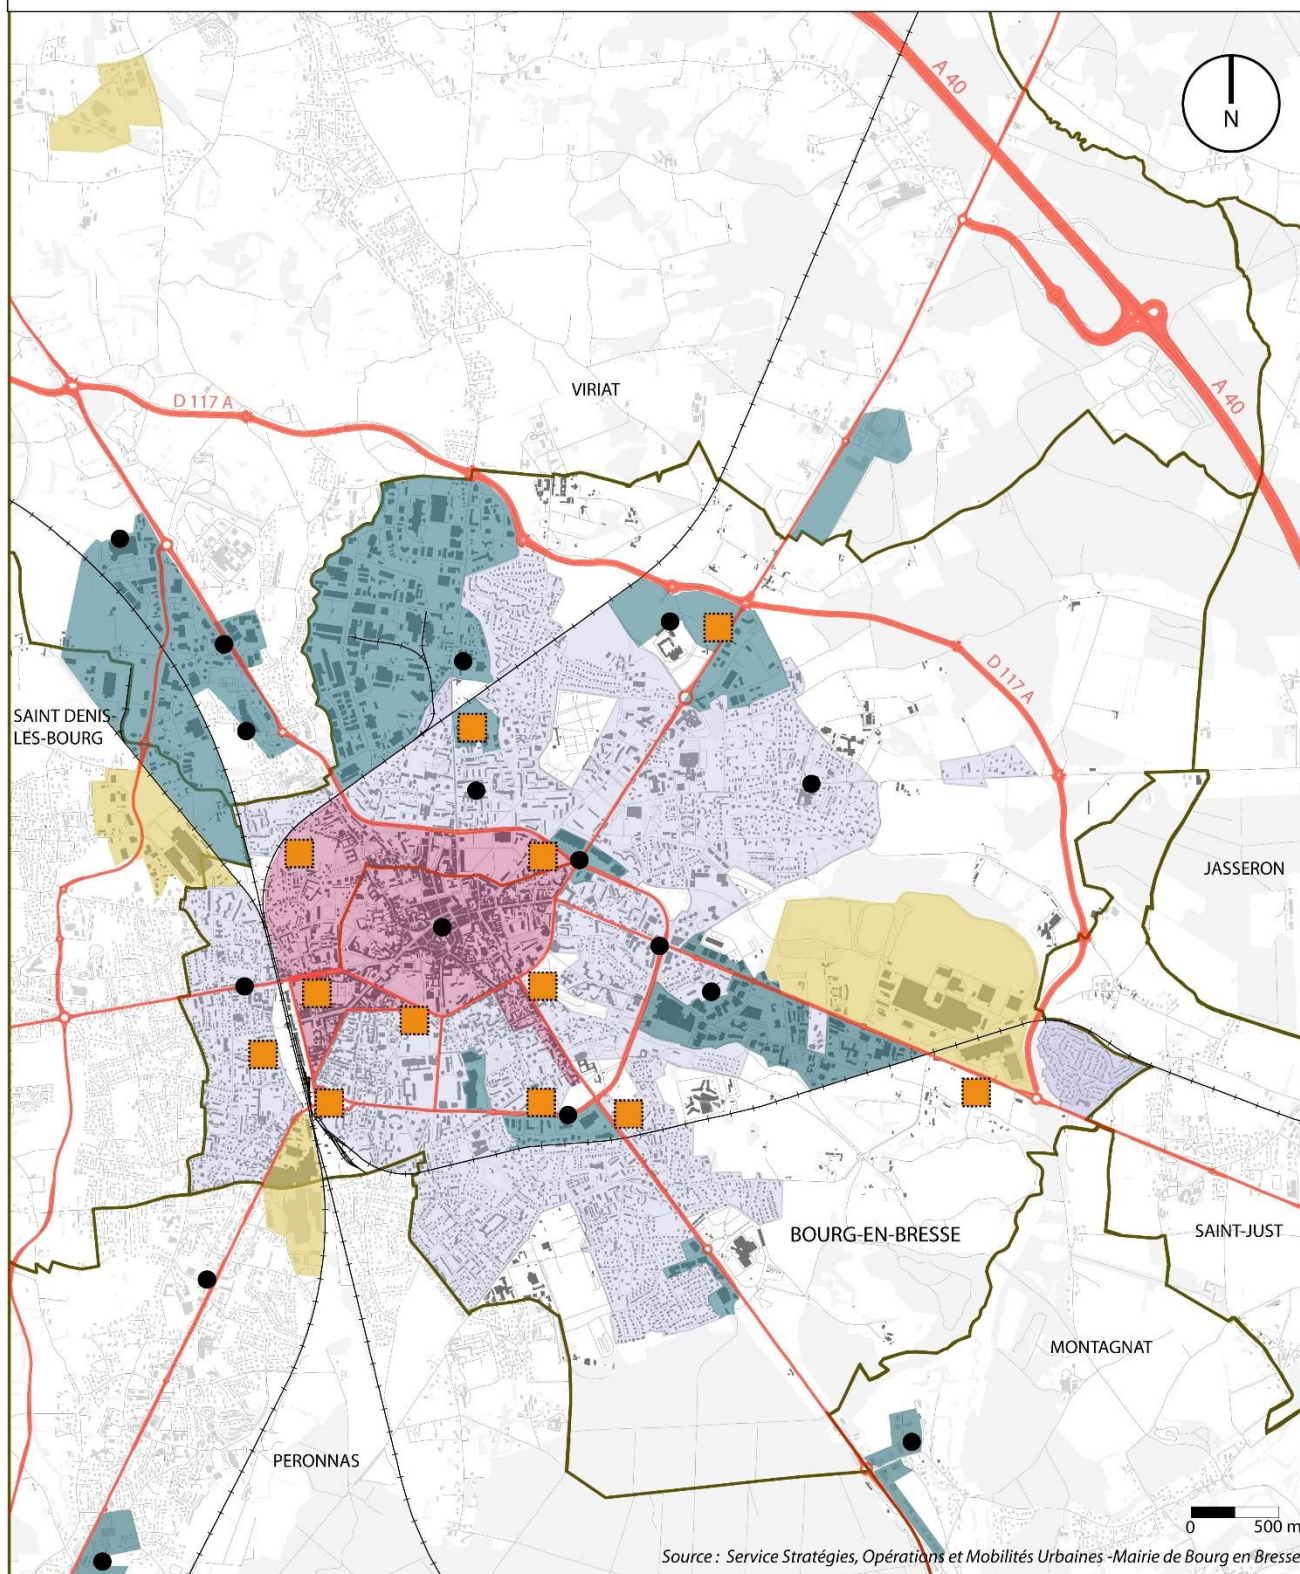 A 40
N
VIRIAT
D 117 A
A 40
D 117 A
SAINT DENIS-
LES-BOURG
JASSERON
BOURG-EN-BRESSE
SAINT-JUST
MONTAGNAT
PERONNAS
0 500 m
Source : Service Stratégies, Opérations et Mobilités Urbaines -Mairie de Bourg en Bresse